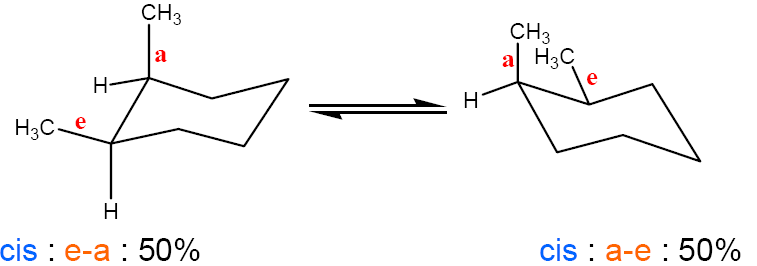 CH₃
a
H
H₃C
e
H
CH₃
H₃C
a
e
H
cis : e-a : 50%
cis : a-e : 50%